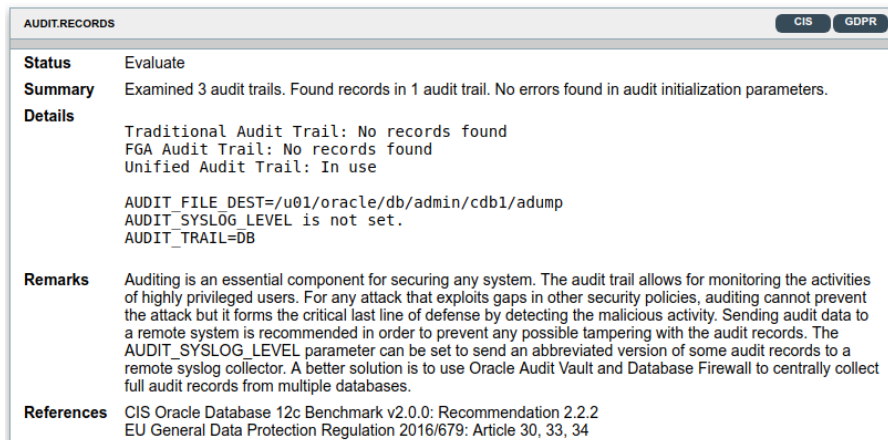 AUDIT.RECORDS CIS GDPR
Status Evaluate
Summary Examined 3 audit trails. Found records in 1 audit trail. No errors found in audit initialization parameters.
Details
Traditional Audit Trail: No records found
FGA Audit Trail: No records found
Unified Audit Trail: In use
AUDIT_FILE_DEST=/u01/oracle/db/admin/cdb1/adump
AUDIT_SYSLOG_LEVEL is not set.
AUDIT_TRAIL=DB
Remarks Auditing is an essential component for securing any system. The audit trail allows for monitoring the activities
of highly privileged users. For any attack that exploits gaps in other security policies, auditing cannot prevent
the attack but it forms the critical last line of defense by detecting the malicious activity. Sending audit data to
a remote system is recommended in order to prevent any possible tampering with the audit records. The
AUDIT_SYSLOG_LEVEL parameter can be set to send an abbreviated version of some audit records to a
remote syslog collector. A better solution is to use Oracle Audit Vault and Database Firewall to centrally collect
full audit records from multiple databases.
References CIS Oracle Database 12c Benchmark v2.0.0: Recommendation 2.2.2
EU General Data Protection Regulation 2016/679: Article 30, 33, 34